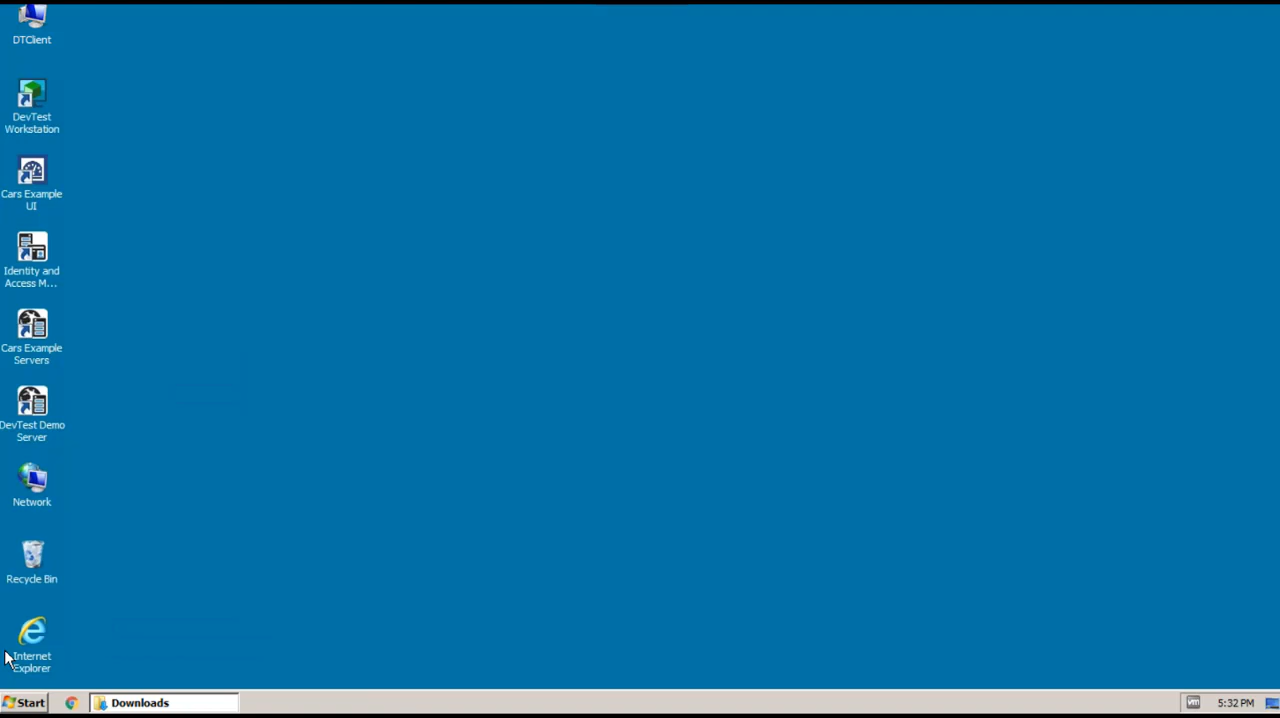 DTClient
DevTest
Workstation
Cars Example
UI
Identity and
Access M...
Cars Example
Servers
DevTest Demo
Server
Network
Recycle Bin
Internet
Explorer
Start
Downloads
vm
5:32 PM